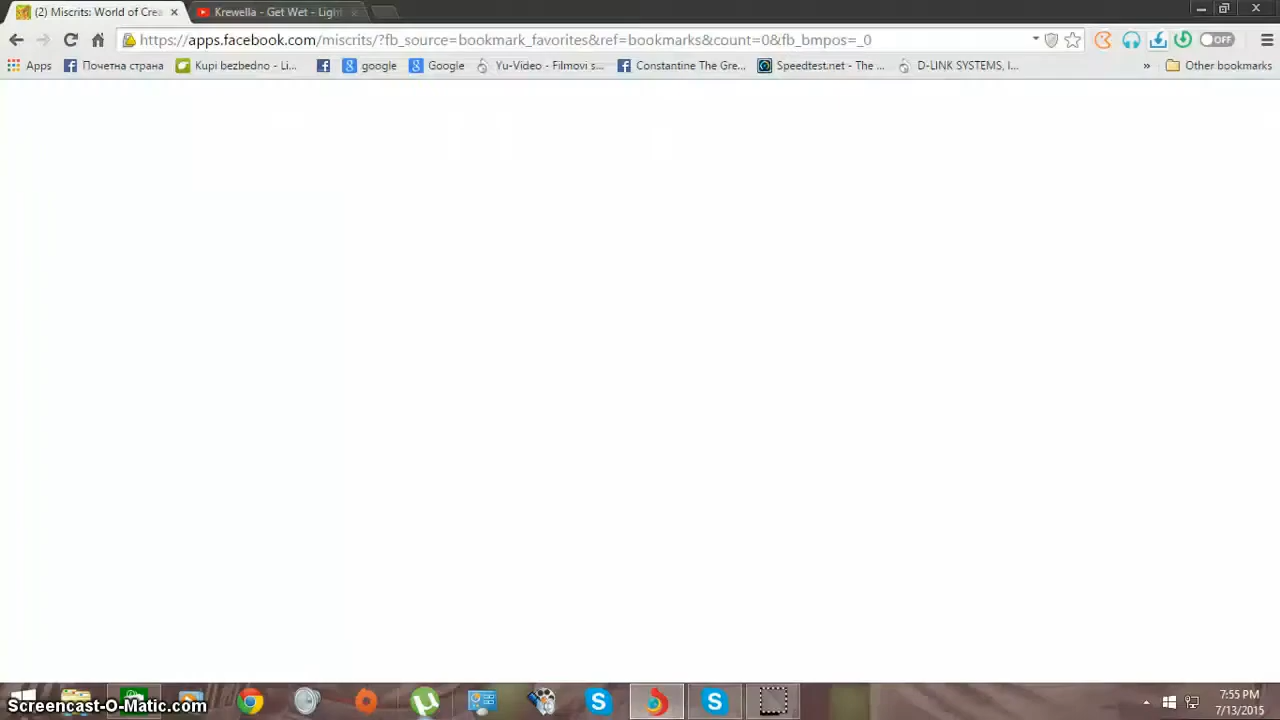 (2) Miscrits: World of Crea
Krewella - Get Wet - Light
https://apps.facebook.com/miscrits/?fb_source=bookmark_favorites&ref=bookmarks&count=0&fb_bmpos=_0
OFF
Apps
Почетна страна
Kupi bezbedno - Li...
google
Google
Yu-Video - Filmovi s...
Constantine The Gre...
Speedtest.net - The ...
D-LINK SYSTEMS, I...
»
Other bookmarks
Screencast-O-Matic.com
7:55 PM
7/13/2015